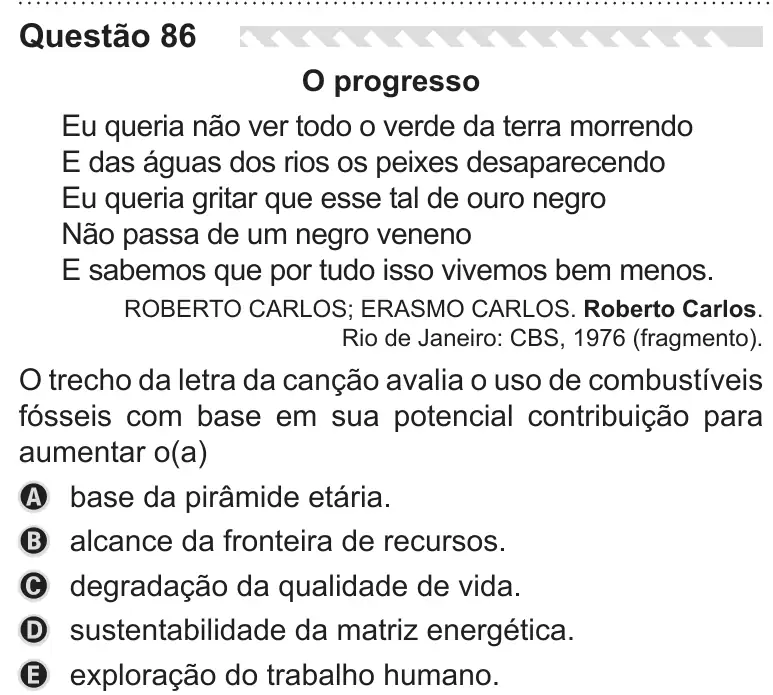 Questão 86
O progresso
Eu queria não ver todo o verde da terra morrendo
E das águas dos rios os peixes desaparecendo
Eu queria gritar que esse tal de ouro negro
Não passa de um negro veneno
E sabemos que por tudo isso vivemos bem menos.
ROBERTO CARLOS; ERASMO CARLOS. Roberto Carlos.
Rio de Janeiro: CBS, 1976 (fragmento).
O trecho da letra da canção avalia o uso de combustíveis
fósseis com base em sua potencial contribuição para
aumentar o(a)
A base da pirâmide etária.
B alcance da fronteira de recursos.
C degradação da qualidade de vida.
D sustentabilidade da matriz energética.
E exploração do trabalho humano.